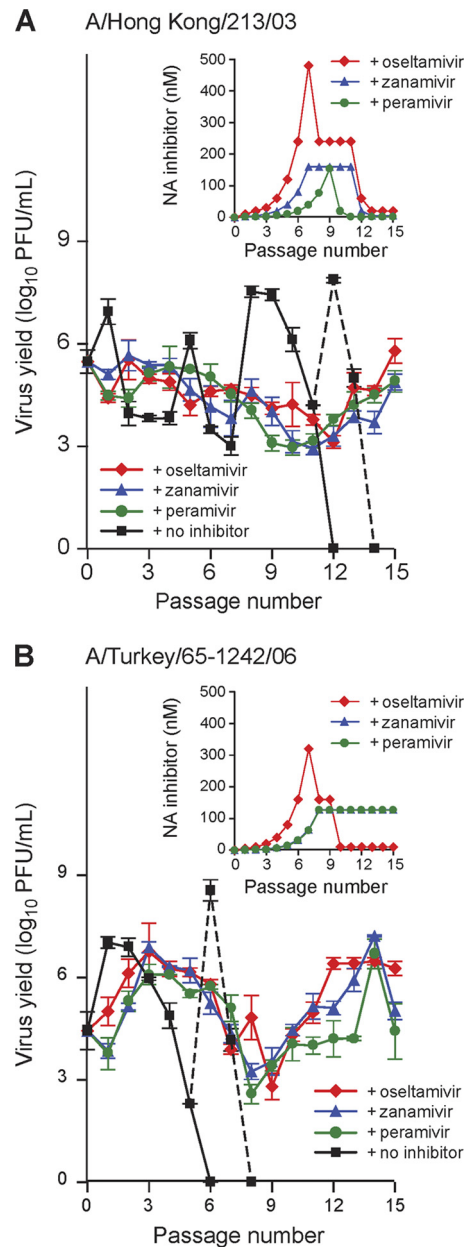 A A/Hong Kong/213/03
NA inhibitor (nM)
500
400
300
200
100
0
+ oseltamivir
+ zanamivir
+ peramivir
0 3 6 9 12 15
Passage number
Virus yield (log10 PFU/mL)
9
6
3
0
+ oseltamivir
+ zanamivir
+ peramivir
+ no inhibitor
0 3 6 9 12 15
Passage number
B A/Turkey/65-1242/06
NA inhibitor (nM)
500
400
300
200
100
0
+ oseltamivir
+ zanamivir
+ peramivir
0 3 6 9 12 15
Passage number
Virus yield (log10 PFU/mL)
9
6
3
0
+ oseltamivir
+ zanamivir
+ peramivir
+ no inhibitor
0 3 6 9 12 15
Passage number